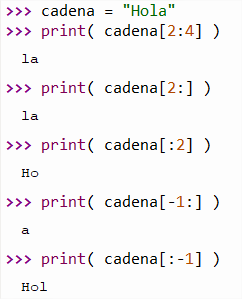 >>> cadena = "Hola"
>>> print( cadena[2:4] )
la
>>> print( cadena[2:] )
la
>>> print( cadena[:2] )
Ho
>>> print( cadena[-1:] )
a
>>> print( cadena[:-1] )
Hol